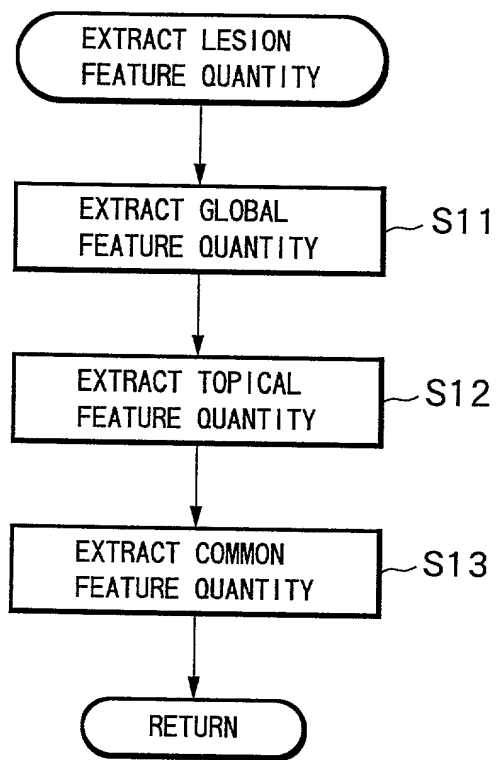 EXTRACT LESION
FEATURE QUANTITY
EXTRACT GLOBAL
FEATURE QUANTITY
S11
EXTRACT TOPICAL
FEATURE QUANTITY
S12
EXTRACT COMMON
FEATURE QUANTITY
S13
RETURN